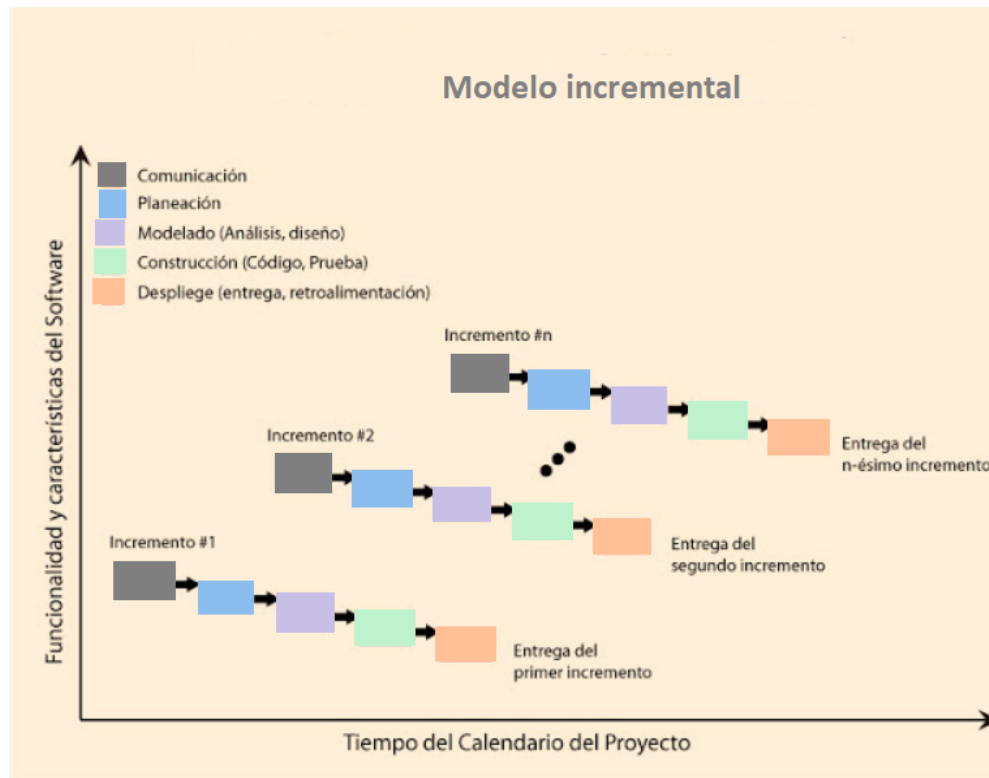 Modelo incremental
Funcionalidad y características del Software
Comunicación
Planeación
Modelado (Análisis, diseño)
Construcción (Código, Prueba)
Despliege (entrega, retroalimentación)
Incremento #n
Entrega del
n-ésimo incremento
Incremento #2
Entrega del
segundo incremento
Incremento #1
Entrega del
primer incremento
Tiempo del Calendario del Proyecto